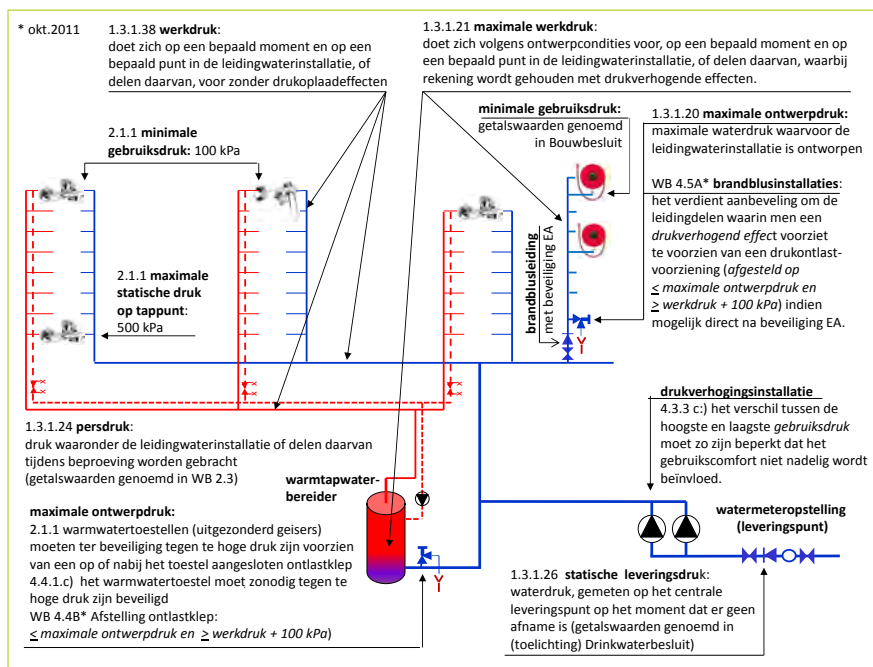 * okt.2011
1.3.1.38 werkdruk:
doet zich op een bepaald moment en op een
bepaald punt in de leidingwaterinstallatie, of
delen daarvan, voor zonder drukoplaadeffecten
1.3.1.21 maximale werkdruk:
doet zich volgens ontwerpcondities voor, op een bepaald moment en op
een bepaald punt in de leidingwaterinstallatie, of delen daarvan, waarbij
rekening wordt gehouden met drukverhogende effecten.
minimale gebruiksdruk:
getalswaarden genoemd
in Bouwbesluit
1.3.1.20 maximale ontwerpdruk:
maximale waterdruk waarvoor de
leidingwaterinstallatie is ontworpen
2.1.1 minimale
gebruiksdruk: 100 kPa
WB 4.5A* brandblusinstallaties:
het verdient aanbeveling om de
leidingdelen waarin men een
drukverhogend effect voorziet
te voorzien van een drukontlast-
voorziening (afgesteld op
< maximale ontwerpdruk en
> werkdruk + 100 kPa) indien
mogelijk direct na beveiliging EA.
2.1.1 maximale
statische druk
op tappunt:
500 kPa
brandblusleiding
met beveiliging EA
1.3.1.24 persdruk:
druk waaronder de leidingwaterinstallatie of delen daarvan
tijdens beproeving worden gebracht
(getalswaarden genoemd in WB 2.3)
warmtapwater-
bereider
drukverhogingsinstallatie
4.3.3 c:) het verschil tussen de
hoogste en laagste gebruiksdruk
moet zo zijn beperkt dat het
gebruikscomfort niet nadelig wordt
beïnvloed.
maximale ontwerpdruk:
2.1.1 warmwatertoestellen (uitgezonderd geisers)
moeten ter beveiliging tegen te hoge druk zijn voorzien
van een op of nabij het toestel aangesloten ontlastklep
4.4.1.c) het warmwatertoestel moet zonodig tegen te
hoge druk zijn beveiligd
WB 4.4B* Afstelling ontlastklep:
< maximale ontwerpdruk en > werkdruk + 100 kPa)
watermeteropstelling
(leveringspunt)
1.3.1.26 statische leveringsdruk:
waterdruk, gemeten op het centrale
leveringspunt op het moment dat er geen
afname is (getalswaarden genoemd in
(toelichting) Drinkwaterbesluit)